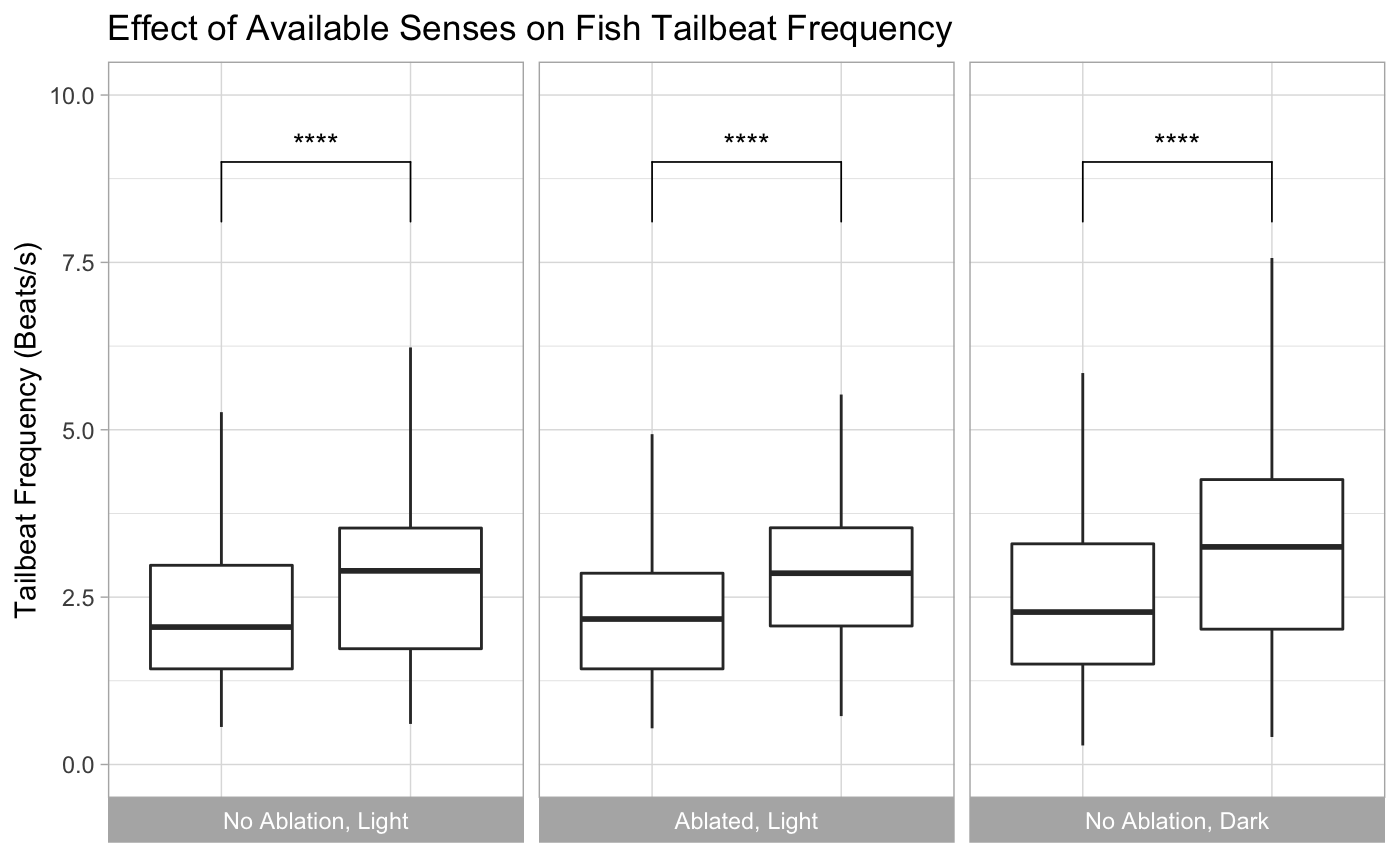 Effect of Available Senses on Fish Tailbeat Frequency
Tailbeat Frequency (Beats/s)
10.0
7.5
5.0
2.5
0.0
****
****
****
No Ablation, Light
Ablated, Light
No Ablation, Dark